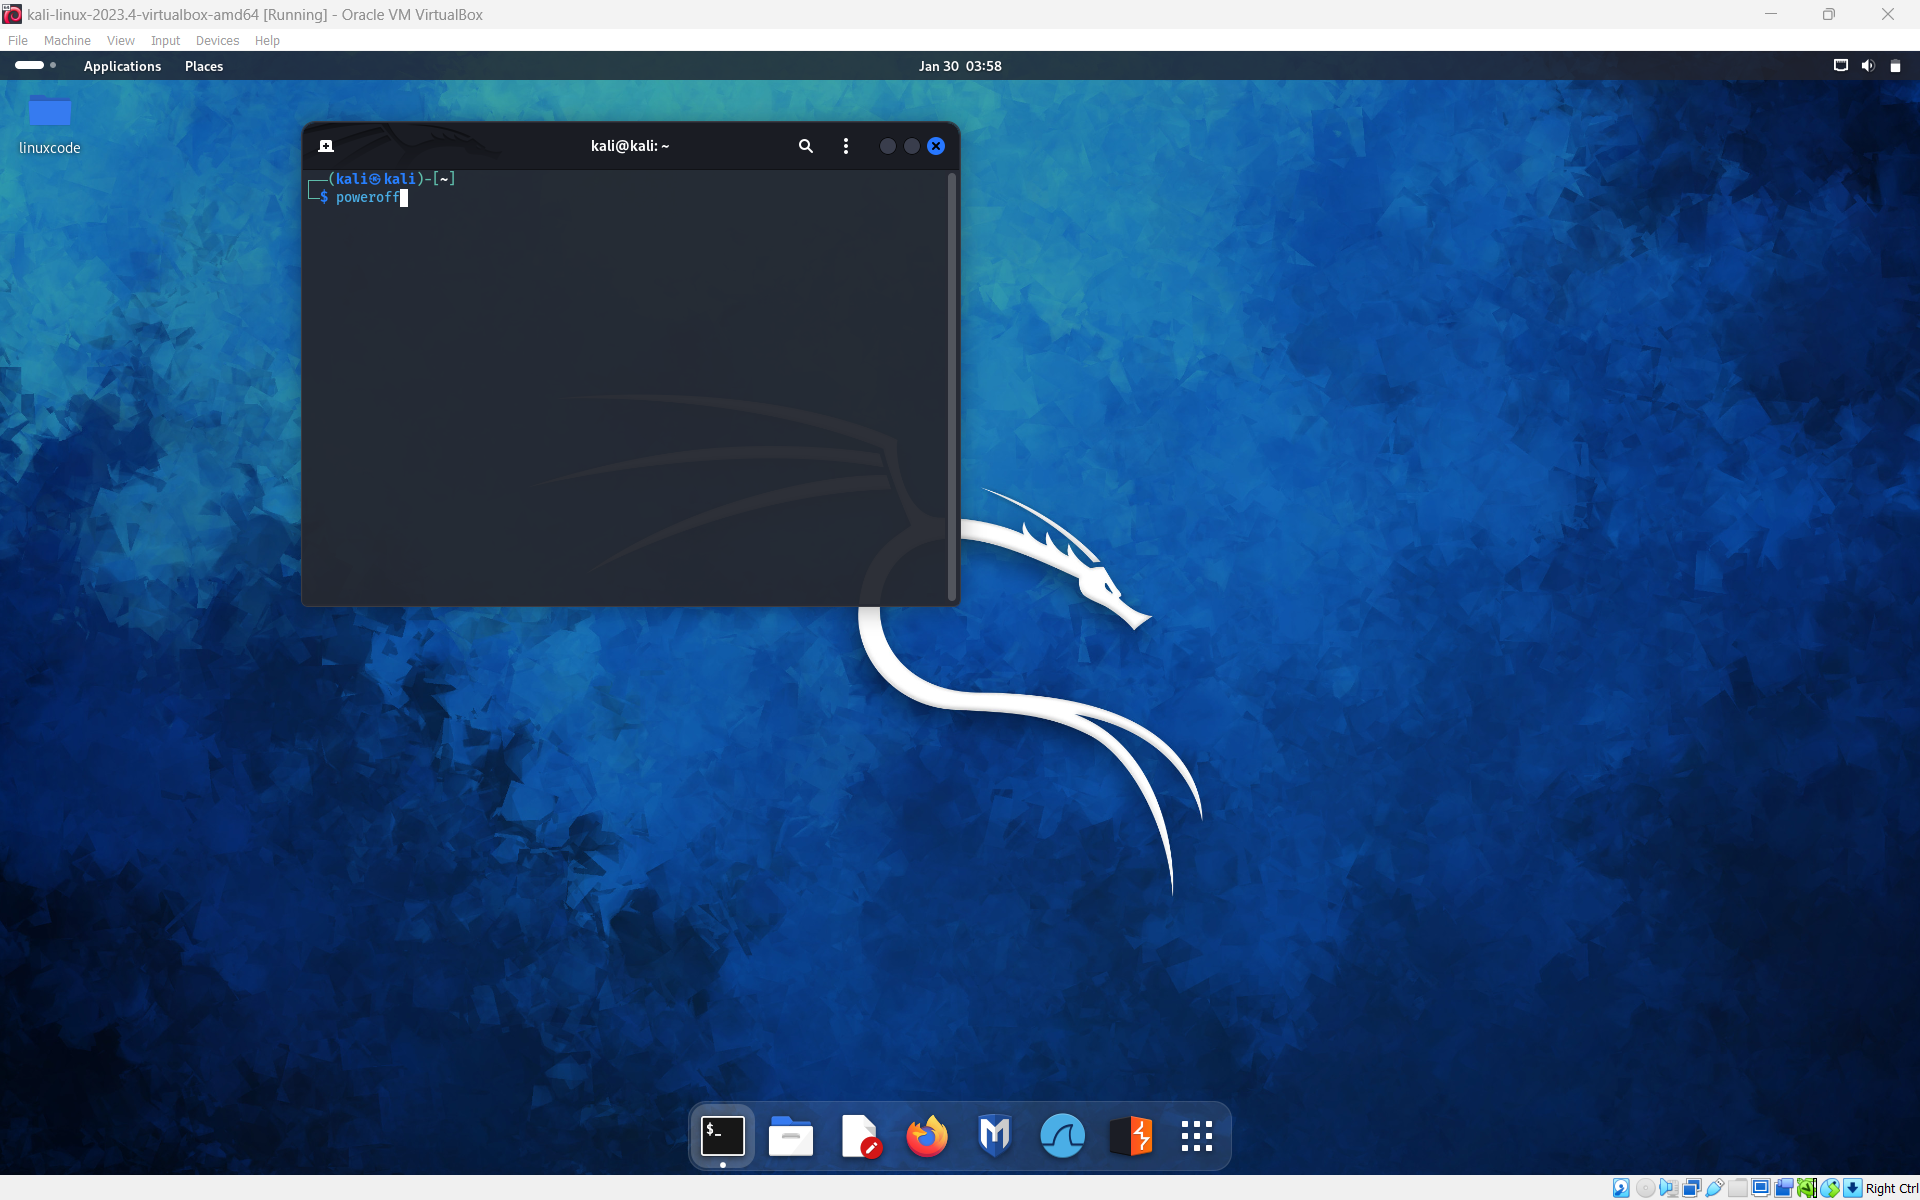 kali-linux-2023.4-virtualbox-amd64 [Running] - Oracle VM VirtualBox
File Machine View Input Devices Help
Applications Places Jan 30 03:58
linuxcode
kali@kali: ~
┌──(kali㉿kali)-[~]
└─$ poweroff
$_
Right Ctrl